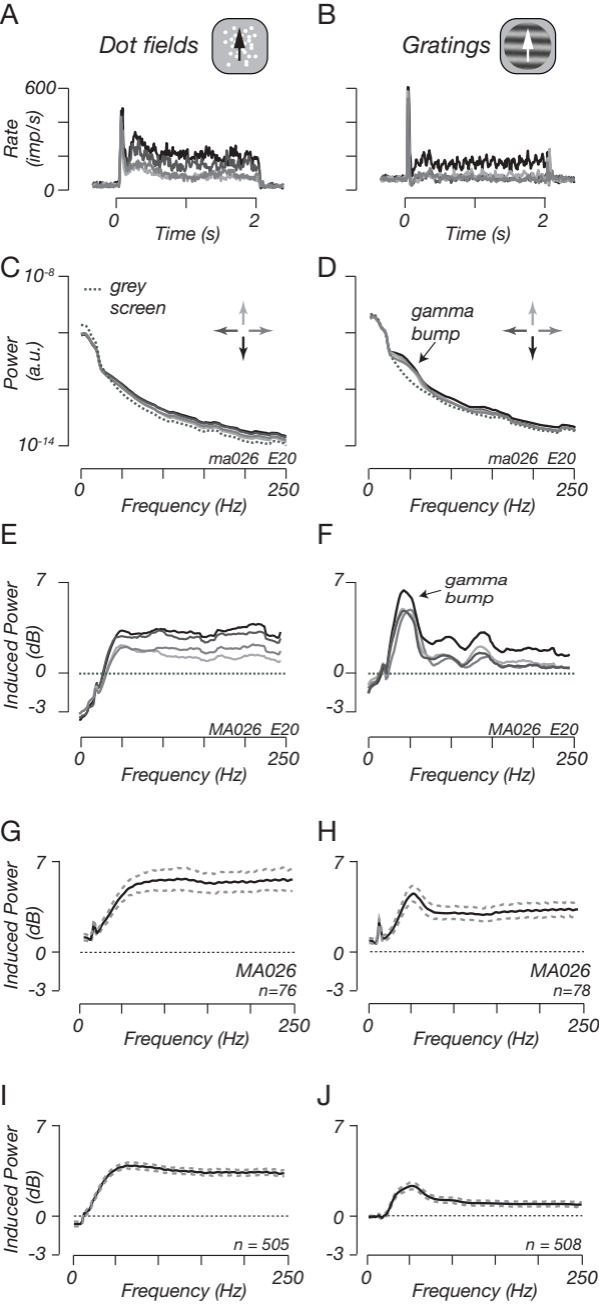 A
B
Dot fields
Gratings
600
Rate
(imp/s)
0
0
2
0
2
Time (s)
Time (s)
C
D
10-8
grey
screen
gamma
bump
Power
(a.u.)
10-14
ma026 E20
ma026 E20
0
250
0
250
Frequency (Hz)
Frequency (Hz)
E
F
7
7
gamma
bump
Induced Power
(dB)
0
0
-3
-3
MA026 E20
MA026 E20
0
250
0
250
Frequency (Hz)
Frequency (Hz)
G
H
7
7
Induced Power
(dB)
0
0
MA026
n=76
MA026
n=78
-3
-3
0
250
0
250
Frequency (Hz)
Frequency (Hz)
I
J
7
7
Induced Power
(dB)
0
0
n = 505
n = 508
-3
-3
0
250
0
250
Frequency (Hz)
Frequency (Hz)